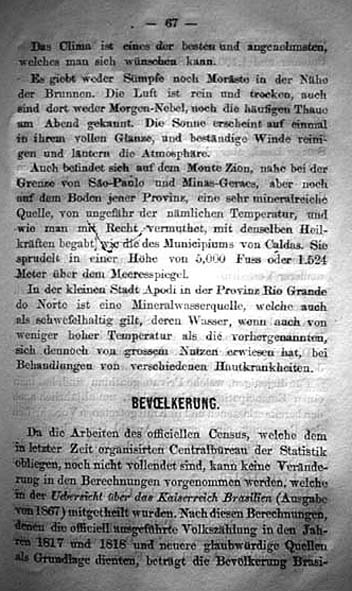 — 67 —
Das Clima ist eines der besten und angenehmsten,
welches man sich wünschen kann.
Es giebt weder Sümpfe noch Moräste in der Nähe
der Brunnen. Die Luft ist rein und trocken, auch
sind dort weder Morgen-Nebel, noch die häufigen Thaue
am Abend gekannt. Die Sonne erscheint auf einmal
in ihrem vollen Glanze, und beständige Winde reini-
gen und läutern die Atmosphäre.
Auch befindet sich auf dem Monte Zion, nahe bei der
Grenze von São-Paolo und Minas-Geraes, aber noch
auf dem Boden jener Provinz, eine sehr mineralreiche
Quelle, von ungefähr der nämlichen Temperatur, und
wie man mit Recht vermuthet, mit denselben Heil-
kräften begabt, wie die des Municipiums von Caldas. Sie
sprudelt in einer Höhe von 5,000 Fuss oder 1.524
Meter über dem Meeresspiegel.
In der kleinen Stadt Apodi in der Provinz Rio Grande
do Norte ist eine Mineralwasserquelle, welche auch
als schwefelhaltig gilt, deren Wasser, wenn auch von
weniger hoher Temperatur als die vorhergenannten,
sich dennoch von grossem Nutzen erwiesen hat, bei
Behandlungen von verschiedenen Hautkrankheiten.
BEVŒLKERUNG.
Da die Arbeiten des officiellen Census, welche dem
in letzter Zeit organisirten Centralbureau der Statistik
obliegen, noch nicht vollendet sind, kann keine Verände-
rung in den Berechnungen vorgenommen werden, welche
in der Uebersicht über das Kaiserreich Brasilien (Ausgabe
von 1867) mitgetheilt wurden. Nach diesen Berechnungen,
denen die officiell ausgeführte Volkszählung in den Jah-
ren 1817 und 1818 und neuere glaubwürdige Quellen
als Grundlage dienten, beträgt die Bevölkerung Brasi-